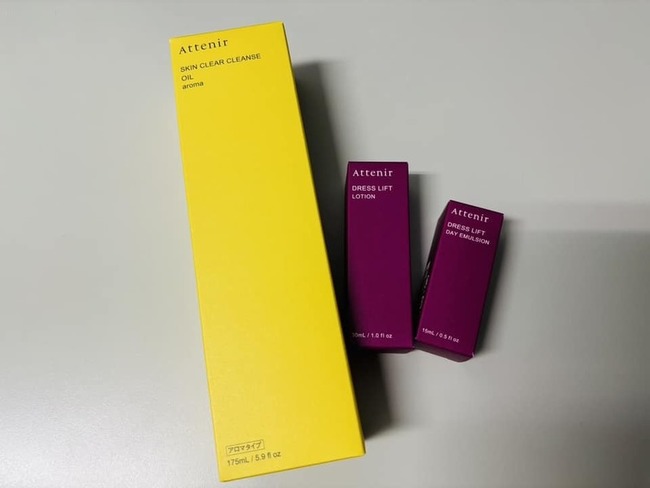 Attenir
SKIN CLEAR CLEANSE
OIL
aroma
アロマタイプ
175mL / 5.9 fl oz
Attenir
DRESS LIFT
LOTION
30mL / 1.0 fl oz
Attenir
DRESS LIFT
DAY EMULSION
15mL / 0.5 fl oz